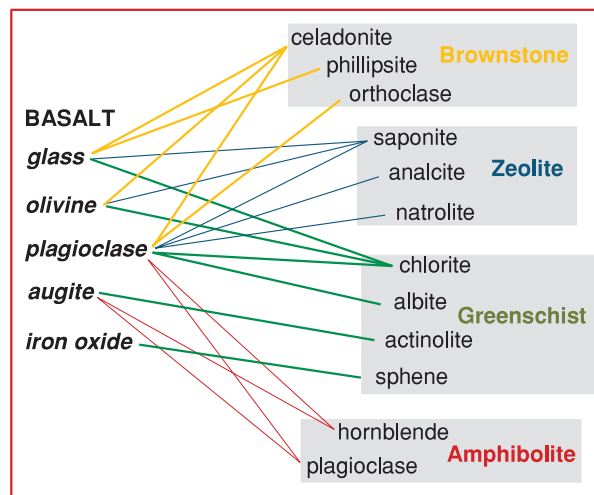 BASALT
glass
olivine
plagioclase
augite
iron oxide
celadonite
Brownstone
phillipsite
orthoclase
saponite
Zeolite
analcite
natrolite
chlorite
albite
Greenschist
actinolite
sphene
hornblende
Amphibolite
plagioclase